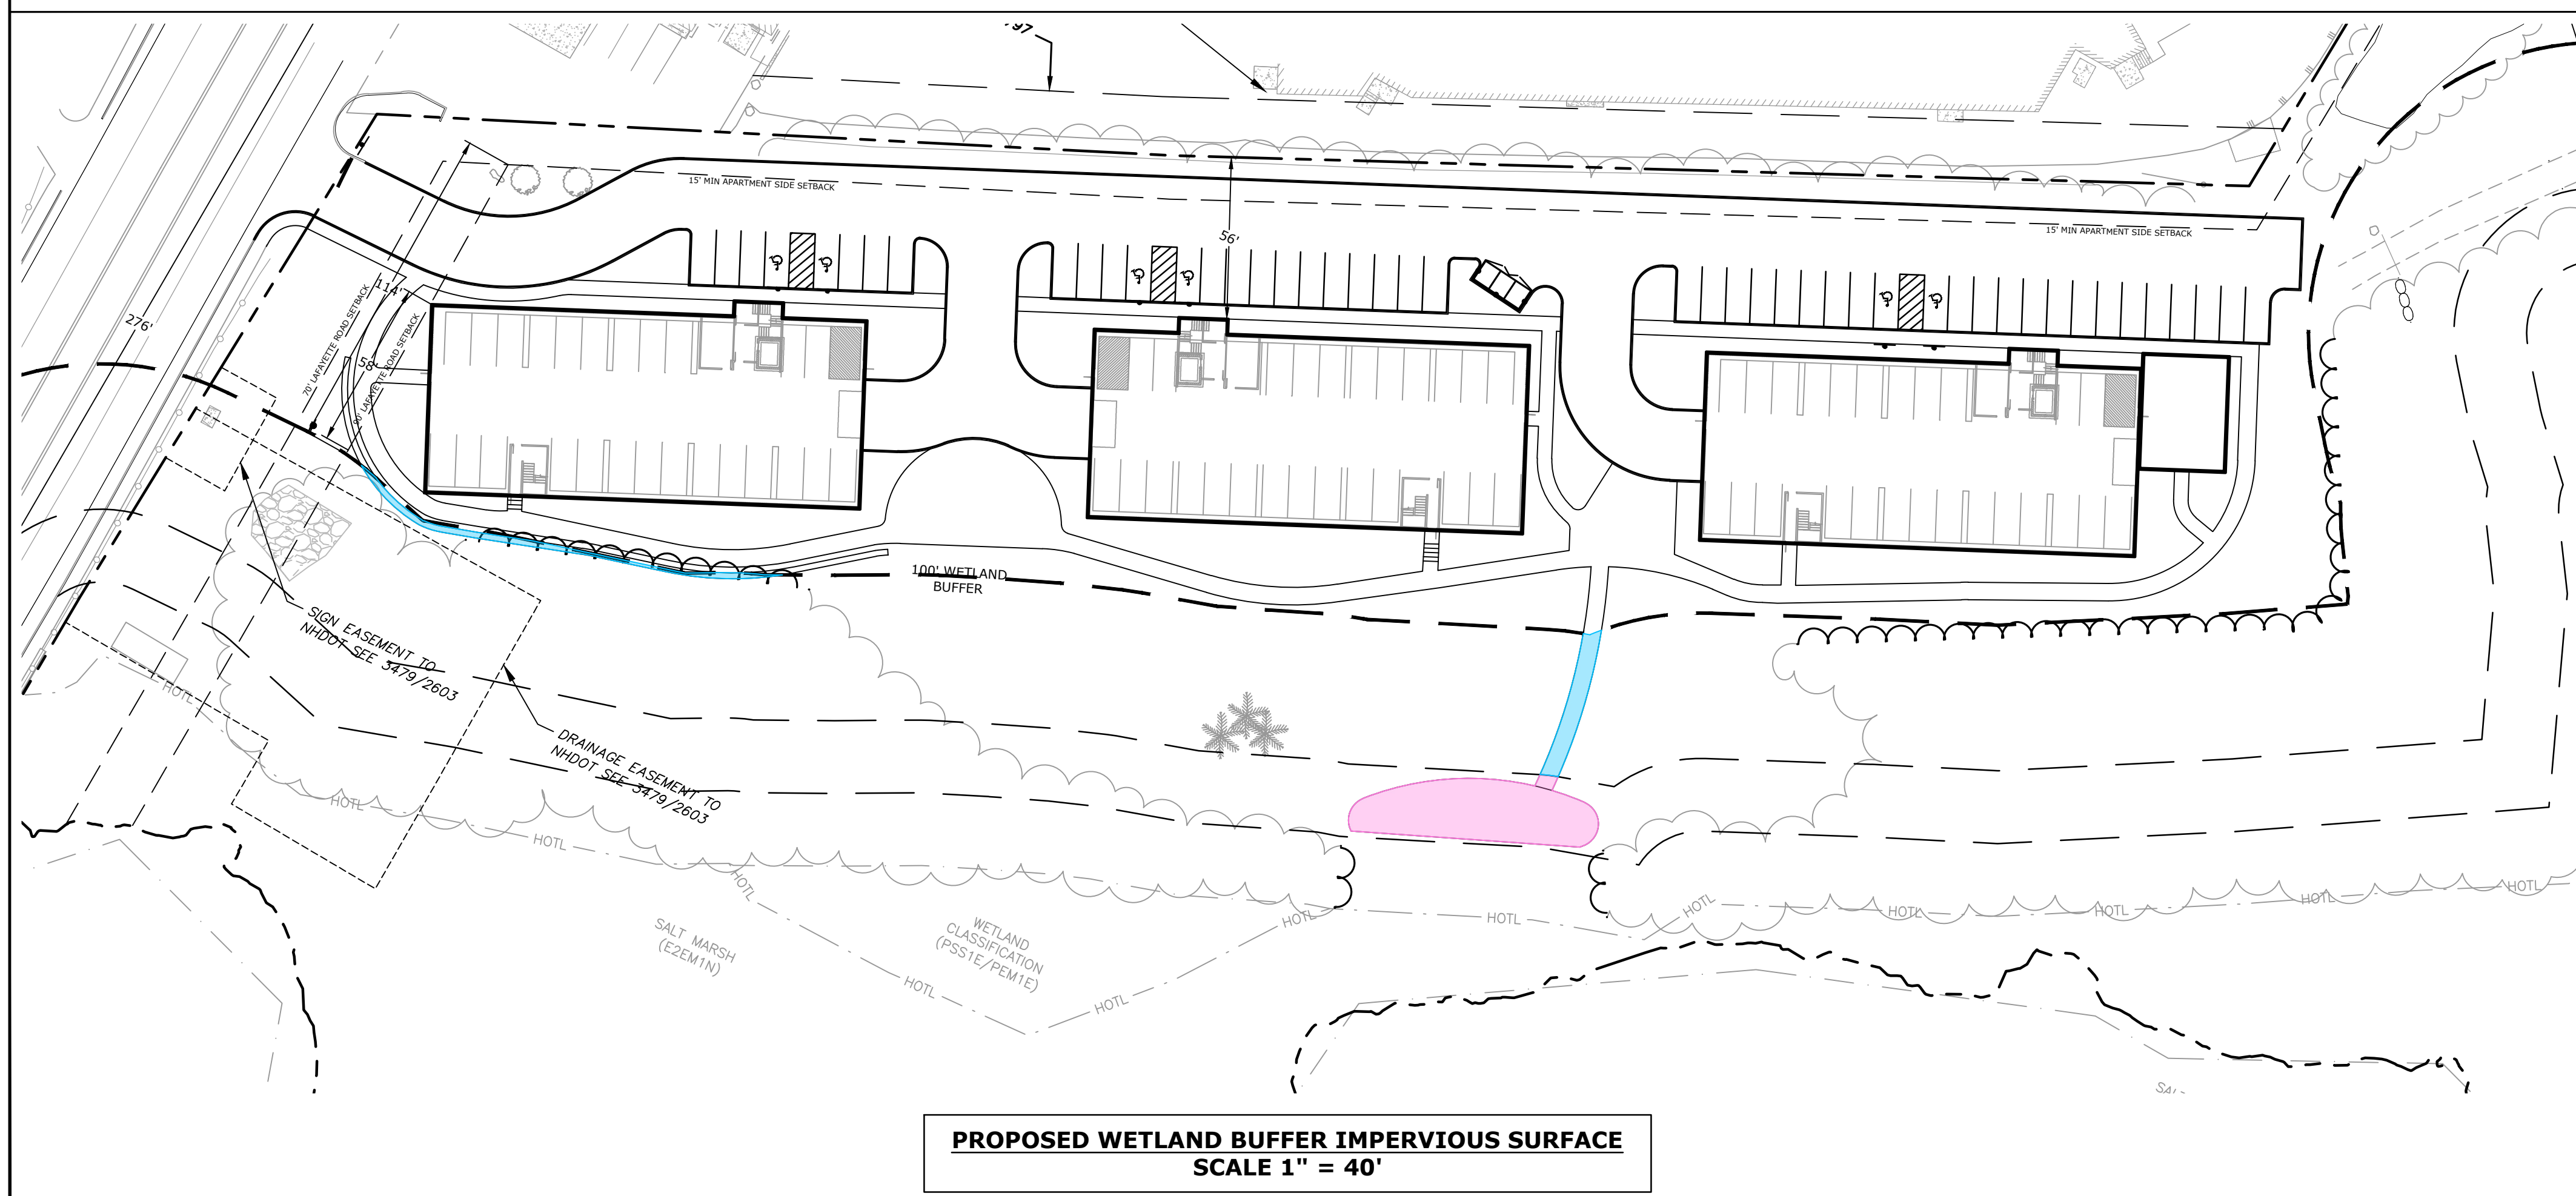 15' MIN APARTMENT SIDE SETBACK
15' MIN APARTMENT SIDE SETBACK
56'
114'
276'
58'
70' LAFAYETTE ROAD SETBACK
90' LAFAYETTE ROAD SETBACK
100' WETLAND
BUFFER
SIGN EASEMENT TO
NHDOT SEE 3479/2603
DRAINAGE EASEMENT TO
NHDOT SEE 3479/2603
HOTL
HOTL
HOTL
HOTL
HOTL
HOTL
HOTL
HOTL
HOTL
HOTL
HOTL
HOTL
HOTL
SALT MARSH
(E2EM1N)
WETLAND
CLASSIFICATION
(PSS1E/PEM1E)
PROPOSED WETLAND BUFFER IMPERVIOUS SURFACE
SCALE 1" = 40'